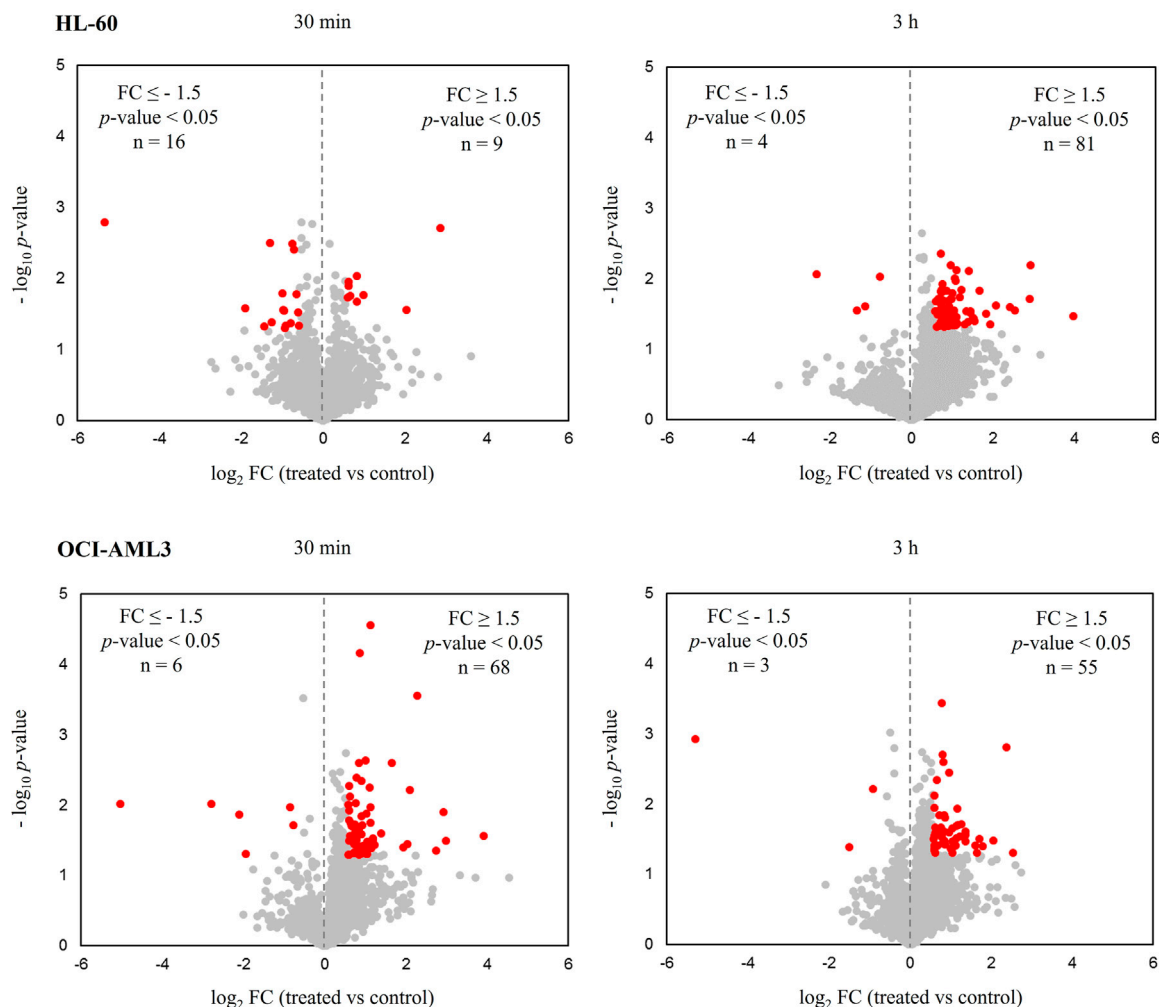 HL-60
30 min
3 h
5
FC ≤ - 1.5
p-value < 0.05
n = 16
FC ≥ 1.5
p-value < 0.05
n = 9
4
3
2
1
0
- log10 p-value
-6 -4 -2 0 2 4 6
log2 FC (treated vs control)
5
FC ≤ - 1.5
p-value < 0.05
n = 4
FC ≥ 1.5
p-value < 0.05
n = 81
4
3
2
1
0
- log10 p-value
-6 -4 -2 0 2 4 6
log2 FC (treated vs control)
OCI-AML3
30 min
3 h
5
FC ≤ - 1.5
p-value < 0.05
n = 6
FC ≥ 1.5
p-value < 0.05
n = 68
4
3
2
1
0
- log10 p-value
-6 -4 -2 0 2 4 6
log2 FC (treated vs control)
5
FC ≤ - 1.5
p-value < 0.05
n = 3
FC ≥ 1.5
p-value < 0.05
n = 55
4
3
2
1
0
- log10 p-value
-6 -4 -2 0 2 4 6
log2 FC (treated vs control)